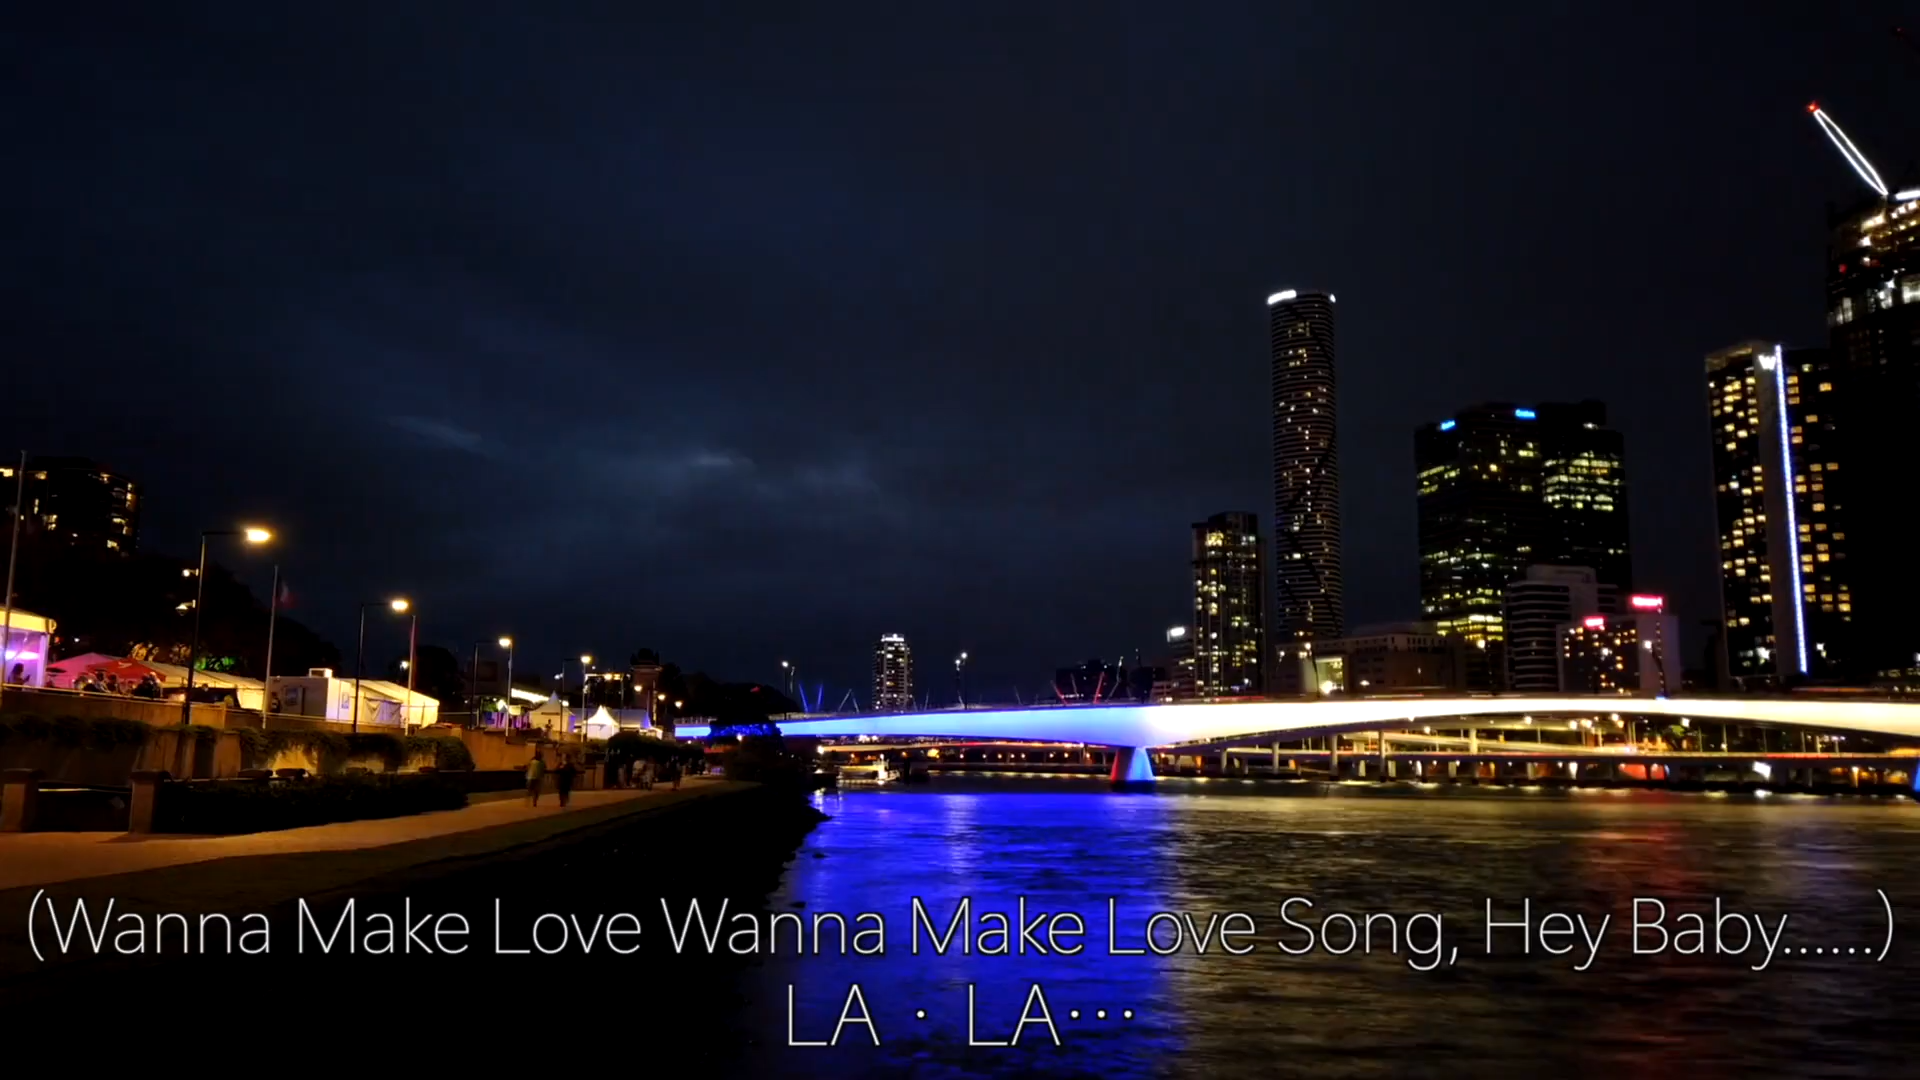 (Wanna Make Love Wanna Make Love Song, Hey Baby......)
LA・LA…